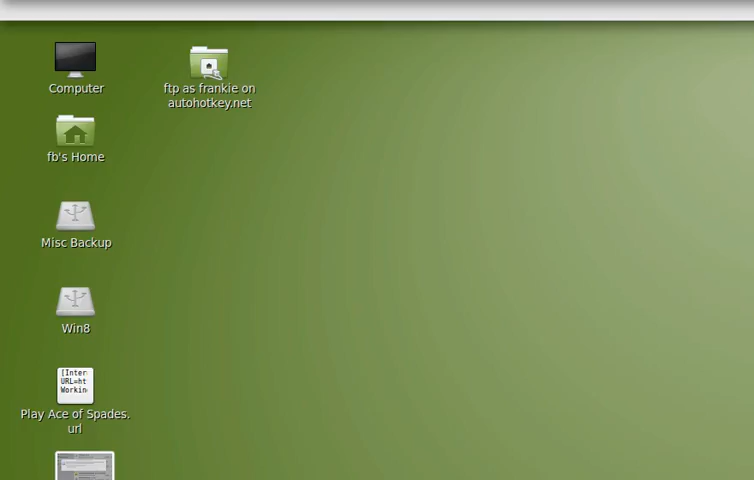 Computer
ftp as frankie on
autohotkey.net
fb's Home
Misc Backup
Win8
[Inter
URL=ht
Workin
Play Ace of Spades.
url